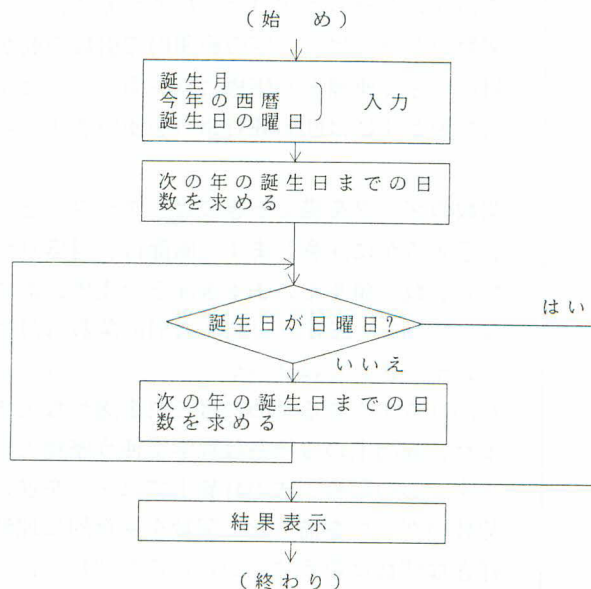 (始　め)
誕生月
今年の西暦
誕生日の曜日
入力
次の年の誕生日までの日
数を求める
誕生日が日曜日?
はい
いいえ
次の年の誕生日までの日
数を求める
結果表示
(終わり)